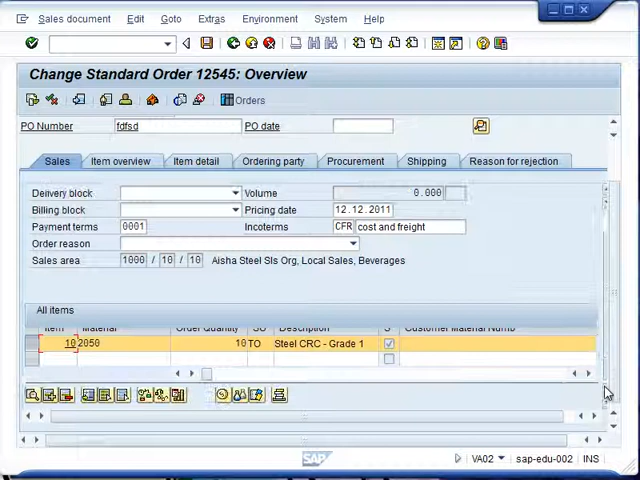 Sales document Edit Goto Extras Environment System Help
Change Standard Order 12545: Overview
Orders
PO Number fdfsd PO date
Sales Item overview Item detail Ordering party Procurement Shipping Reason for rejection
Delivery block Volume 0.000
Billing block Pricing date 12.12.2011
Payment terms 0001 Incoterms CFR cost and freight
Order reason
Sales area 1000 / 10 / 10 Aisha Steel Sls Org, Local Sales, Beverages
All items
Item Material Order Quantity SU Description S Customer Material Numb
10 2050 10 TO Steel CRC - Grade 1
SAP VA02 sap-edu-002 INS